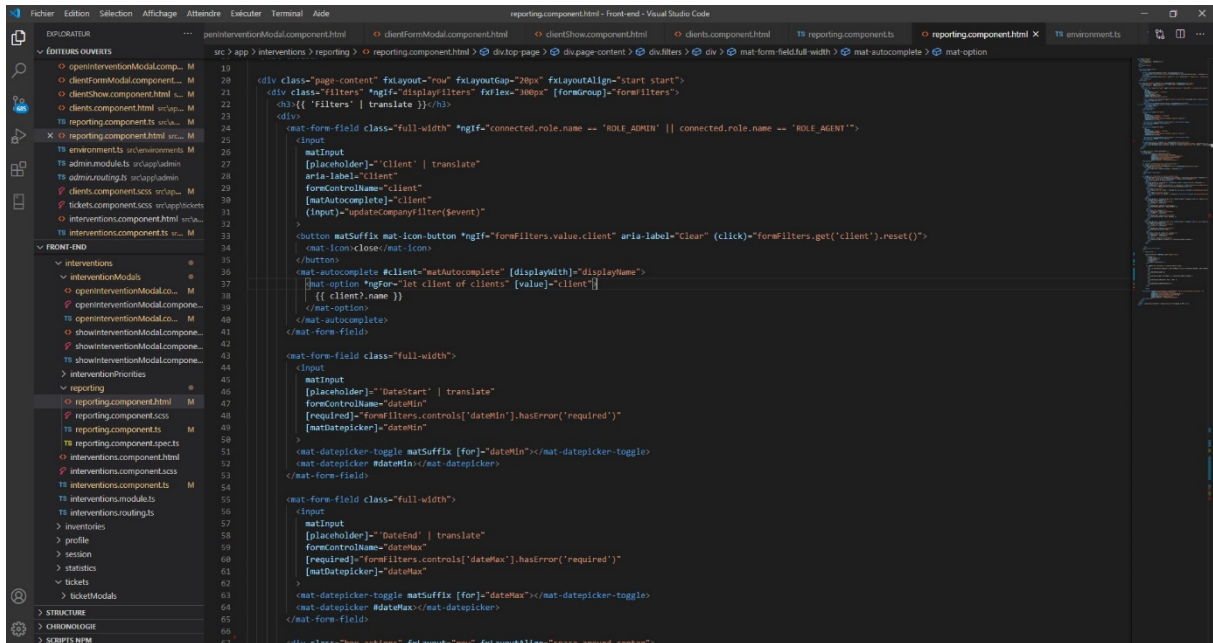 Fichier Edition Sélection Affichage Atteindre Exécuter Terminal Aide
reporting.component.html - Front-end - Visual Studio Code
EXPLORATEUR
penInterventionModal.component.html
clientFormModal.component.html
clientShow.component.html
clients.component.html
TS reporting.component.ts
reporting.component.html
TS environment.ts
ÉDITEURS OUVERTS
openInterventionModal.comp... M
clientFormModal.component.... M
clientShow.component.html s... M
clients.component.html src\ap... M
TS reporting.component.ts src\a... M
reporting.component.html src... M
TS environment.ts src\environments M
TS admin.module.ts src\app\admin
TS admin.routing.ts src\app\admin
clients.component.scss src\ap... M
tickets.component.scss src\app\tickets
interventions.component.html src\a...
TS interventions.component.ts sr... M
FRONT-END
interventions
interventionModals
openInterventionModal.co... M
openInterventionModal.compone...
TS openInterventionModal.co... M
showInterventionModal.compone...
showInterventionModal.compone...
TS showInterventionModal.compone...
interventionPriorities
reporting
reporting.component.html M
reporting.component.scss
TS reporting.component.ts M
TS reporting.component.spec.ts
interventions.component.html
interventions.component.scss
TS interventions.component.ts M
TS interventions.module.ts
TS interventions.routing.ts
inventories
profile
session
statistics
tickets
ticketModals
STRUCTURE
CHRONOLOGIE
SCRIPTS NPM
src > app > interventions > reporting > reporting.component.html > div.top-page > div.page-content > div.filters > div > mat-form-field.full-width > mat-autocomplete > mat-option
19
20 <div class="page-content" fxLayout="row" fxLayoutGap="20px" fxLayoutAlign="start start">
21 <div class="filters" *ngIf="displayFilters" fxFlex="300px" [formGroup]="formFilters">
22 <h3>{{ 'Filters' | translate }}</h3>
23 <div>
24 <mat-form-field class="full-width" *ngIf="connected.role.name == 'ROLE_ADMIN' || connected.role.name == 'ROLE_AGENT'">
25 <input
26 matInput
27 [placeholder]="'Client' | translate"
28 aria-label="Client"
29 formControlName="client"
30 [matAutocomplete]="client"
31 (input)="updateCompanyFilter($event)"
32 >
33 <button matSuffix mat-icon-button *ngIf="formFilters.value.client" aria-label="Clear" (click)="formFilters.get('client').reset()">
34 <mat-icon>close</mat-icon>
35 </button>
36 <mat-autocomplete #client="matAutocomplete" [displayWith]="displayName">
37 <mat-option *ngFor="let client of clients" [value]="client">
38 {{ client?.name }}
39 </mat-option>
40 </mat-autocomplete>
41 </mat-form-field>
42
43 <mat-form-field class="full-width">
44 <input
45 matInput
46 [placeholder]="'DateStart' | translate"
47 formControlName="dateMin"
48 [required]="formFilters.controls['dateMin'].hasError('required')"
49 [matDatepicker]="dateMin"
50 >
51 <mat-datepicker-toggle matSuffix [for]="dateMin"></mat-datepicker-toggle>
52 <mat-datepicker #dateMin></mat-datepicker>
53 </mat-form-field>
54
55 <mat-form-field class="full-width">
56 <input
57 matInput
58 [placeholder]="'DateEnd' | translate"
59 formControlName="dateMax"
60 [required]="formFilters.controls['dateMax'].hasError('required')"
61 [matDatepicker]="dateMax"
62 >
63 <mat-datepicker-toggle matSuffix [for]="dateMax"></mat-datepicker-toggle>
64 <mat-datepicker #dateMax></mat-datepicker>
65 </mat-form-field>
66